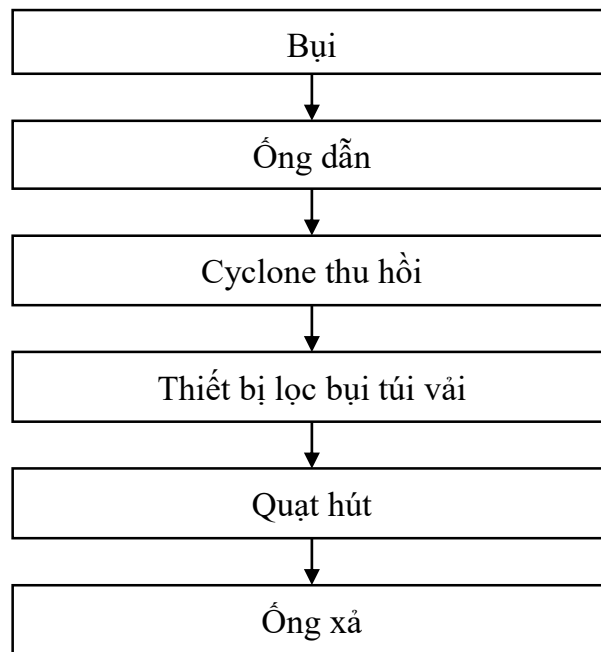 Bụi
Ống dẫn
Cyclone thu hồi
Thiết bị lọc bụi túi vải
Quạt hút
Ống xả